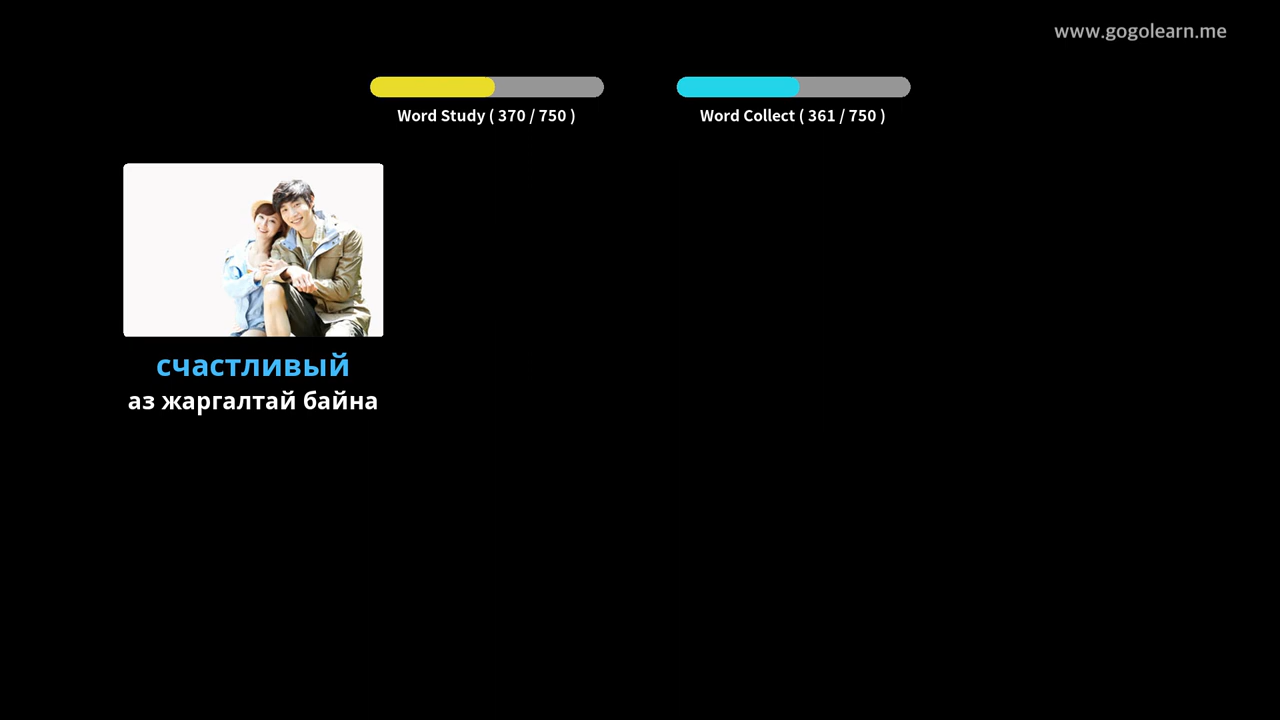 www.gogolearn.me
Word Study ( 370 / 750 )
Word Collect ( 361 / 750 )
счастливый
аз жаргалтай байна